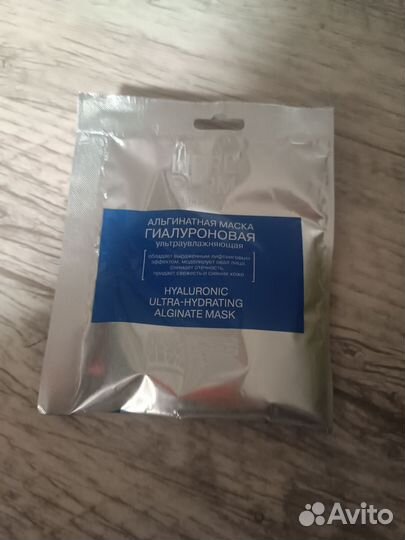 АЛЬГИНАТНАЯ МАСКА
ГИАЛУРОНОВАЯ
ультраувлажняющая
обладает выраженным лифтинговым
эффектом, моделирует овал лица,
снимает отечность,
придает свежесть и сияние коже
HYALURONIC
ULTRA-HYDRATING
ALGINATE MASK
Avito